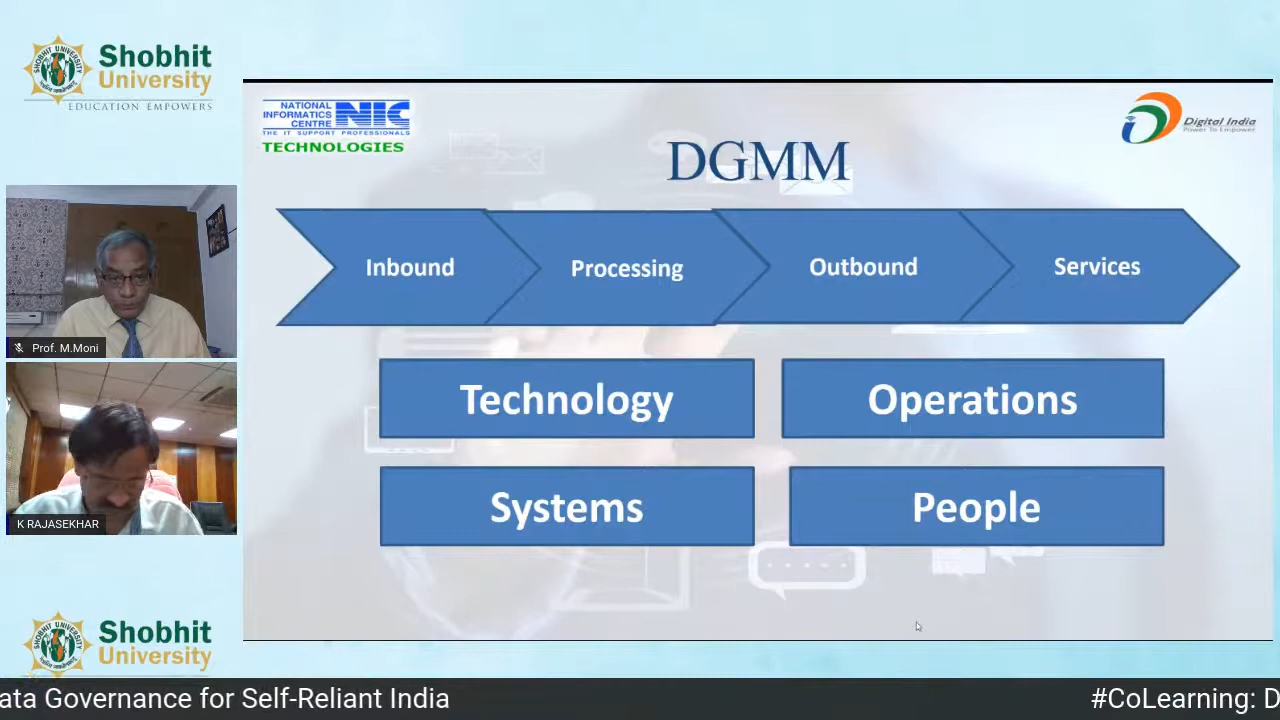 Shobhit
University
EDUCATION EMPOWERS
NATIONAL
INFORMATICS
CENTRE
NIC
THE IT SUPPORT PROFESSIONALS
TECHNOLOGIES
Digital India
Power To Empower
DGMM
Inbound
Processing
Outbound
Services
Technology
Operations
Systems
People
Prof. M.Moni
K RAJASEKHAR
Shobhit
University
ata Governance for Self-Reliant India
#CoLearning: D